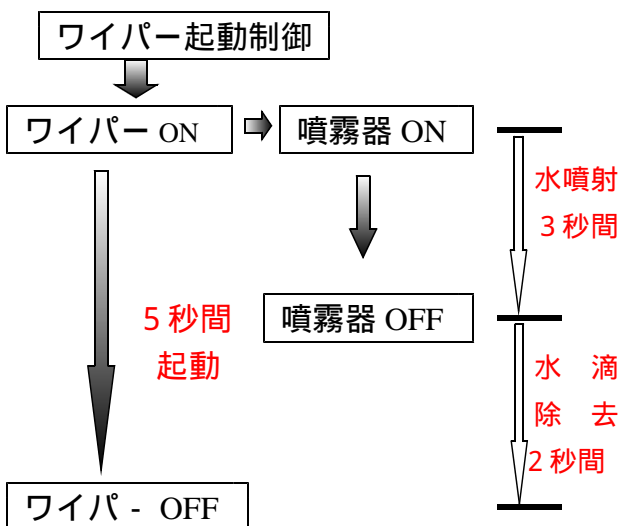 ワイパー起動制御
ワイパー ON
噴霧器 ON
水噴射
3秒間
5秒間
起動
噴霧器 OFF
水　滴
除　去
2秒間
ワイパ - OFF